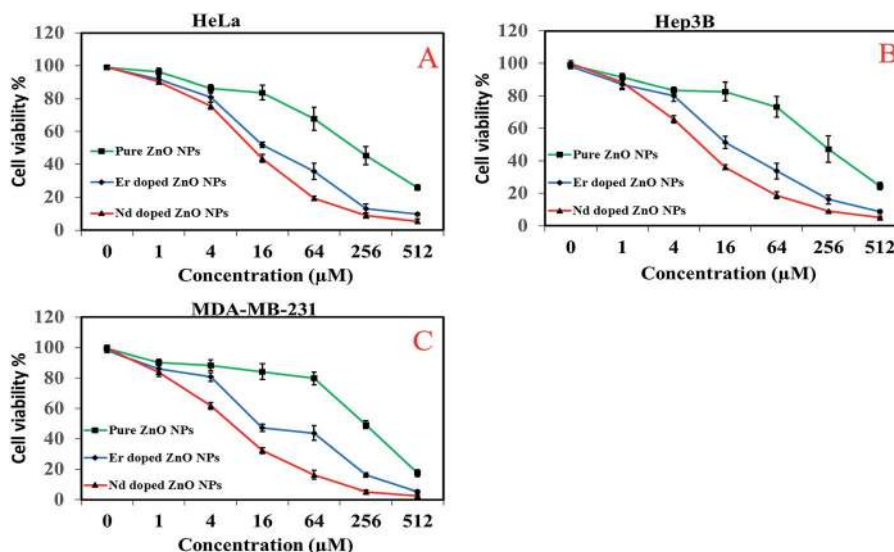 HeLa
A
Cell viability %
120
100
80
60
40
20
0
Pure ZnO NPs
Er doped ZnO NPs
Nd doped ZnO NPs
0 1 4 16 64 256 512
Concentration (µM)
Hep3B
B
Cell viability %
120
100
80
60
40
20
0
Pure ZnO NPs
Er doped ZnO NPs
Nd doped ZnO NPs
0 1 4 16 64 256 512
Concentration (µM)
MDA-MB-231
C
Cell viability %
120
100
80
60
40
20
0
Pure ZnO NPs
Er doped ZnO NPs
Nd doped ZnO NPs
0 1 4 16 64 256 512
Concentration (µM)